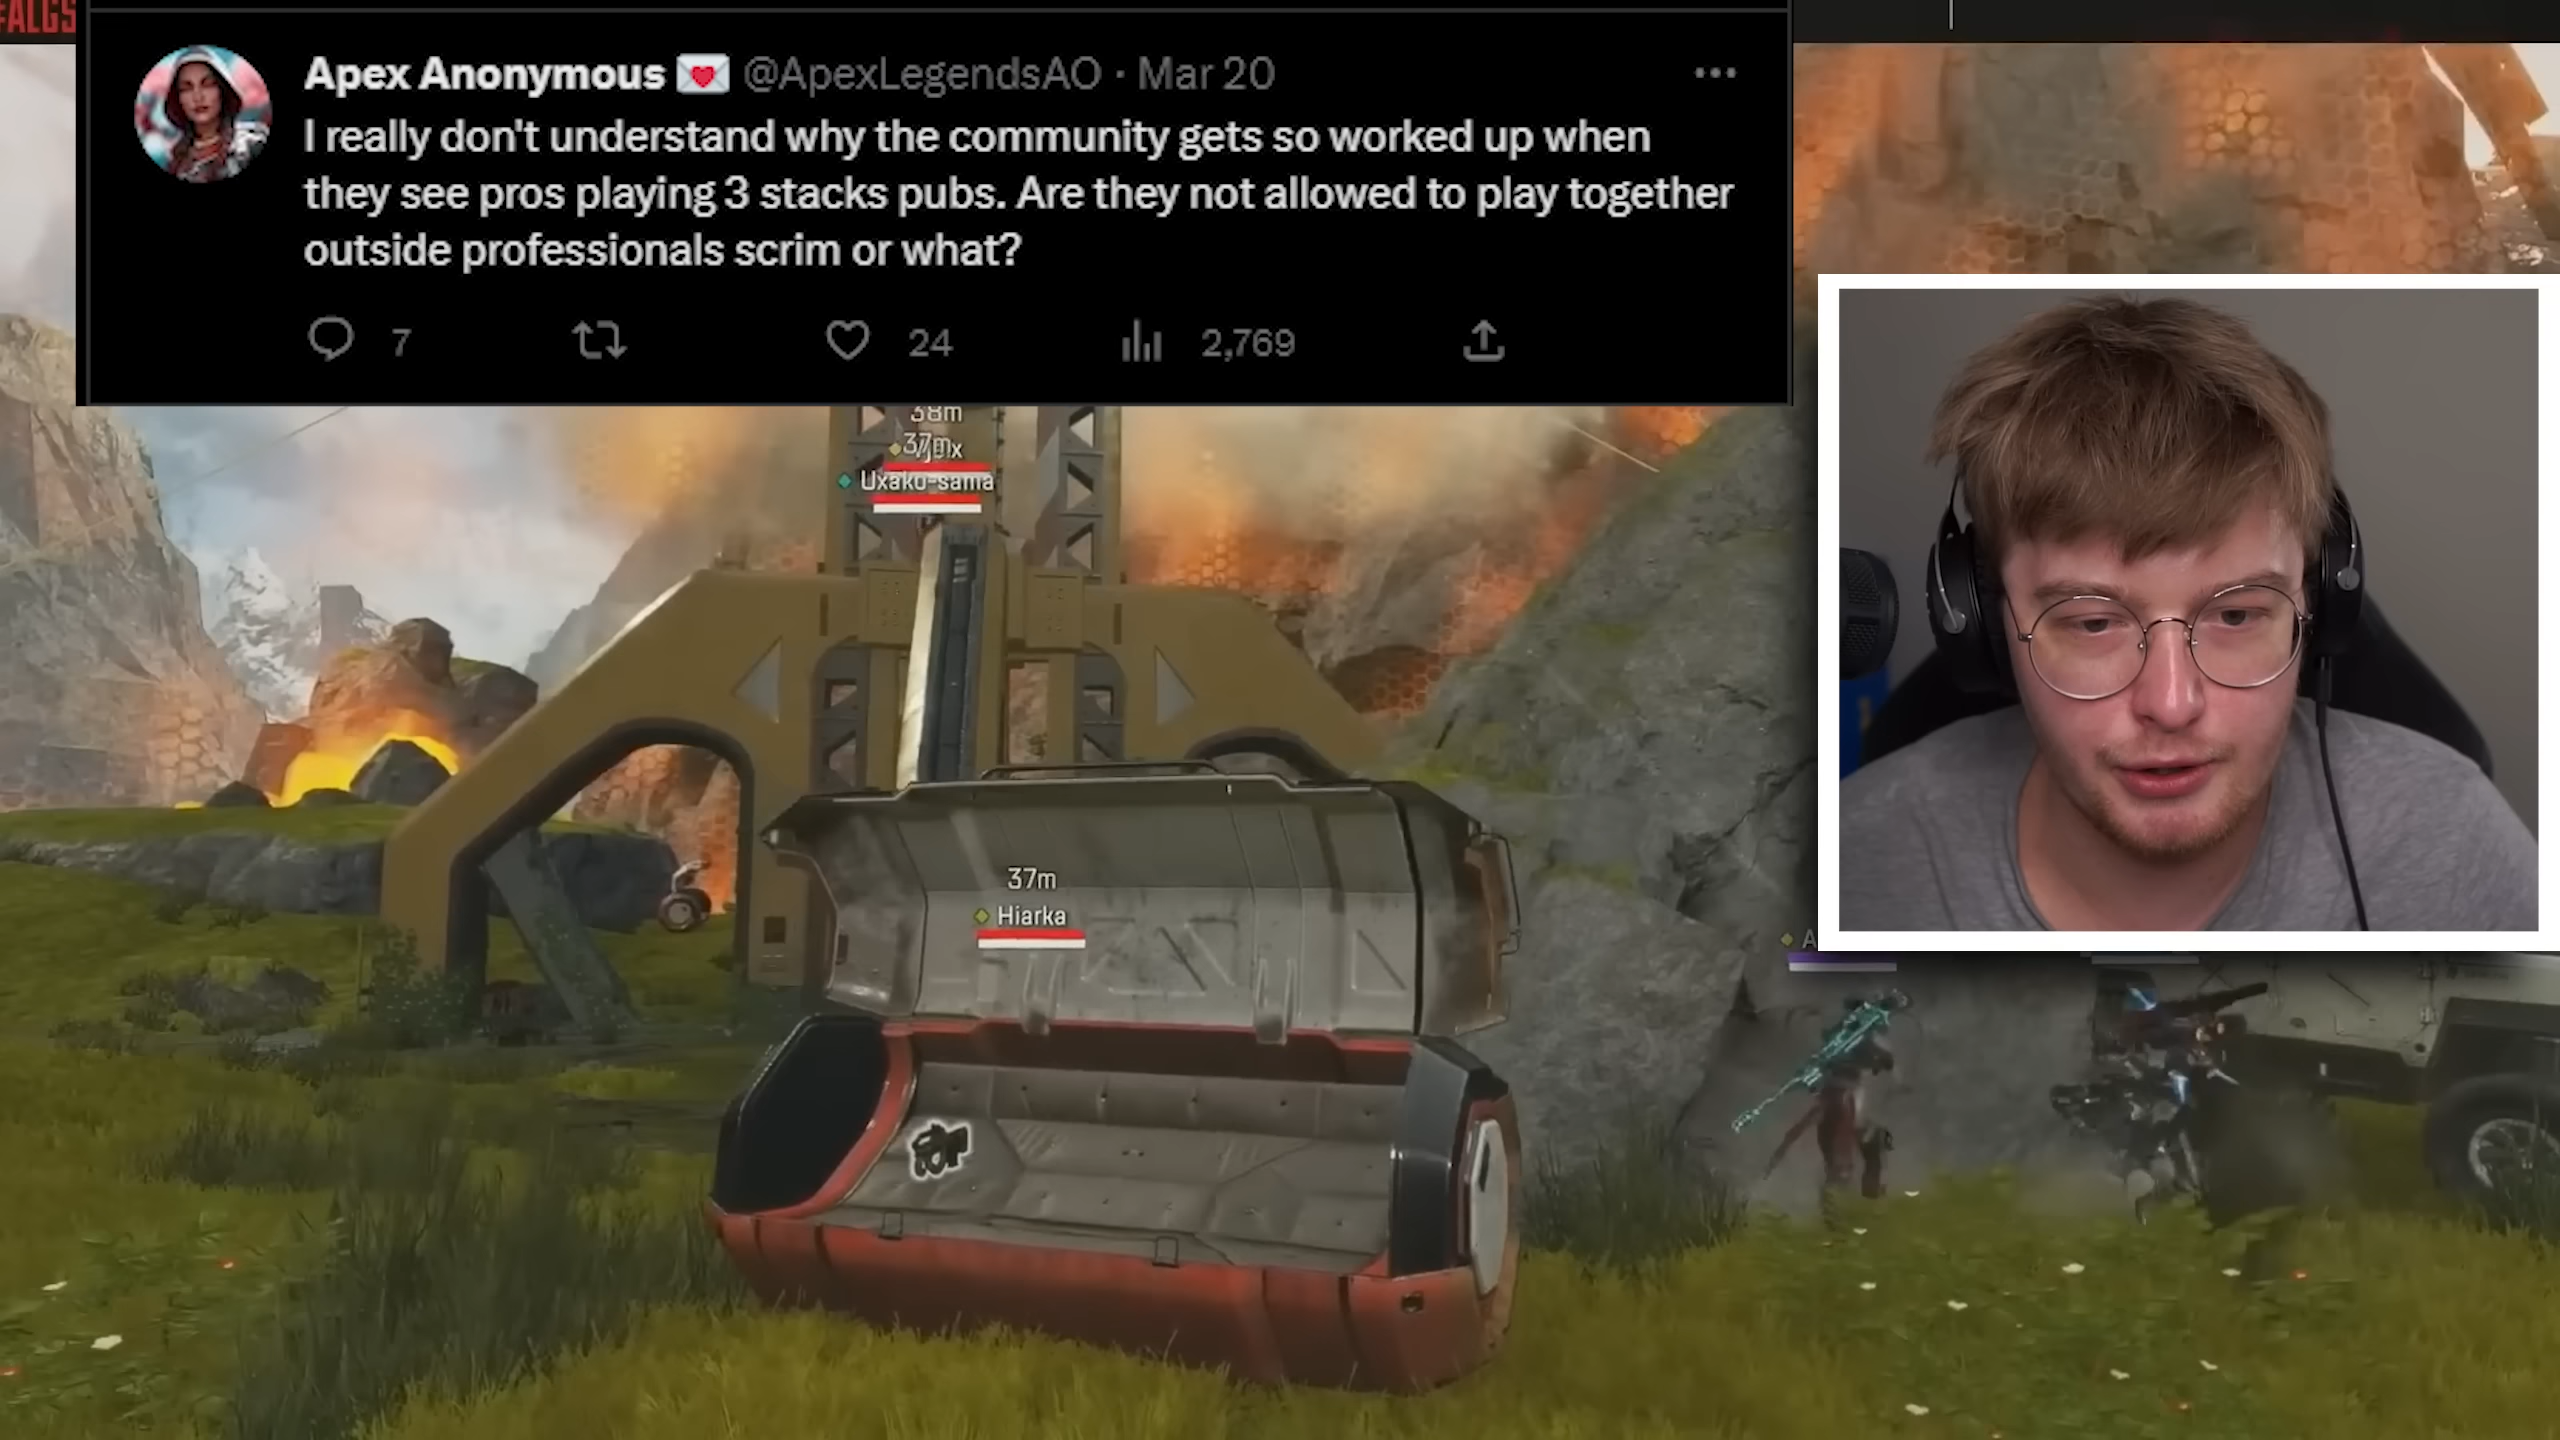 #ALGS
Apex Anonymous 💌 @ApexLegendsAO · Mar 20
I really don't understand why the community gets so worked up when
they see pros playing 3 stacks pubs. Are they not allowed to play together
outside professionals scrim or what?
7 24 2,769
38m
37m
Uxako-sama
37m
Hiarka